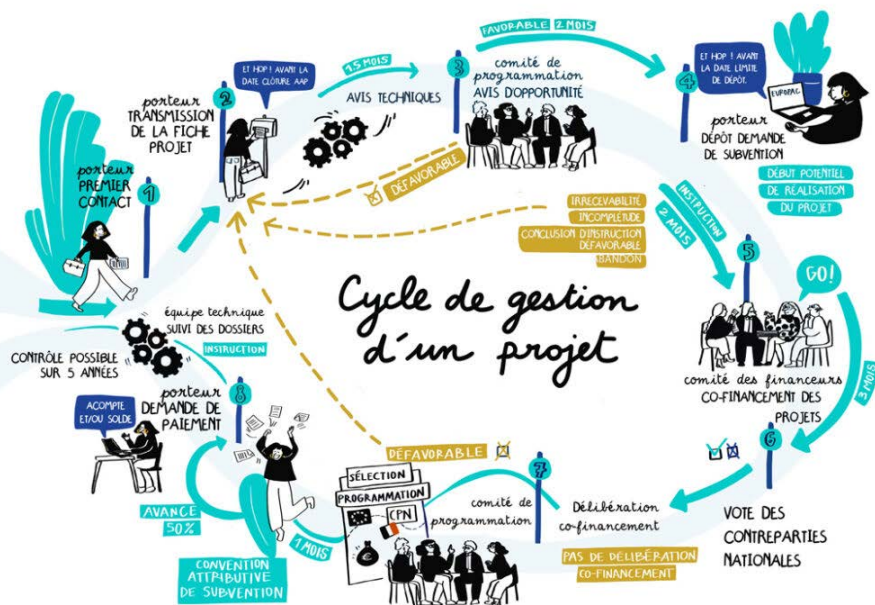 Cycle de gestion
d'un projet
1
porteur
PREMIER
CONTACT
2
porteur
TRANSMISSION
DE LA FICHE
PROJET
ET HOP! AVANT LA
DATE CLÔTURE AAP
1.5 MOIS
AVIS TECHNIQUES
3
comité de
programmation
AVIS D'OPPORTUNITÉ
FAVORABLE 2 MOIS
DÉFAVORABLE
4
ET HOP! AVANT
LA DATE LIMITE
DE DÉPÔT.
EUROPAC
porteur
DÉPÔT DEMANDE
DE SUBVENTION
DÉBUT POTENTIEL
DE RÉALISATION
DU PROJET
IRRECEVABILITÉ
INCOMPLÉTUDE
CONCLUSION D'INSTRUCTION
DÉFAVORABLE
ABANDON
INSTRUCTION
2 MOIS
5
GO!
comité des financeurs
CO-FINANCEMENT DES
PROJETS
3 MOIS
6
VOTE DES
CONTREPARTIES
NATIONALES
Délibération
co-financement
PAS DE DÉLIBÉRATION
CO-FINANCEMENT
7
comité de
programmation
DÉFAVORABLE
SÉLECTION
PROGRAMMATION
CPN
1 MOIS
CONVENTION
ATTRIBUTIVE
DE SUBVENTION
AVANCE
50%
8
porteur
DEMANDE DE
PAIEMENT
ACOMPTE
ET/OU SOLDE
équipe technique
SUIVI DES DOSSIERS
INSTRUCTION
CONTRÔLE POSSIBLE
SUR 5 ANNÉES